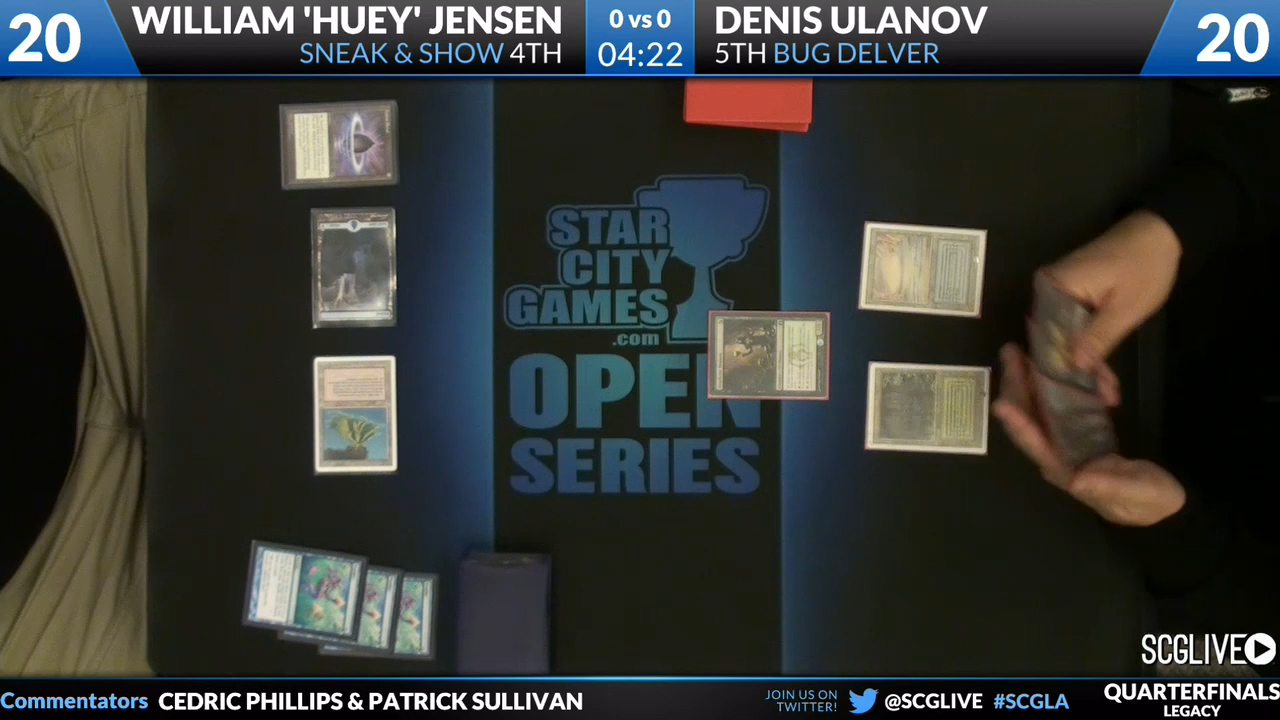 20
WILLIAM 'HUEY' JENSEN
SNEAK & SHOW 4TH
0 vs 0
04:22
DENIS ULANOV
5TH BUG DELVER
20
STAR
CITY
GAMES
.com
OPEN
SERIES
SCGLIVE
Commentators CEDRIC PHILLIPS & PATRICK SULLIVAN
JOIN US ON
TWITTER!
@SCGLIVE #SCGLA
QUARTERFINALS
LEGACY